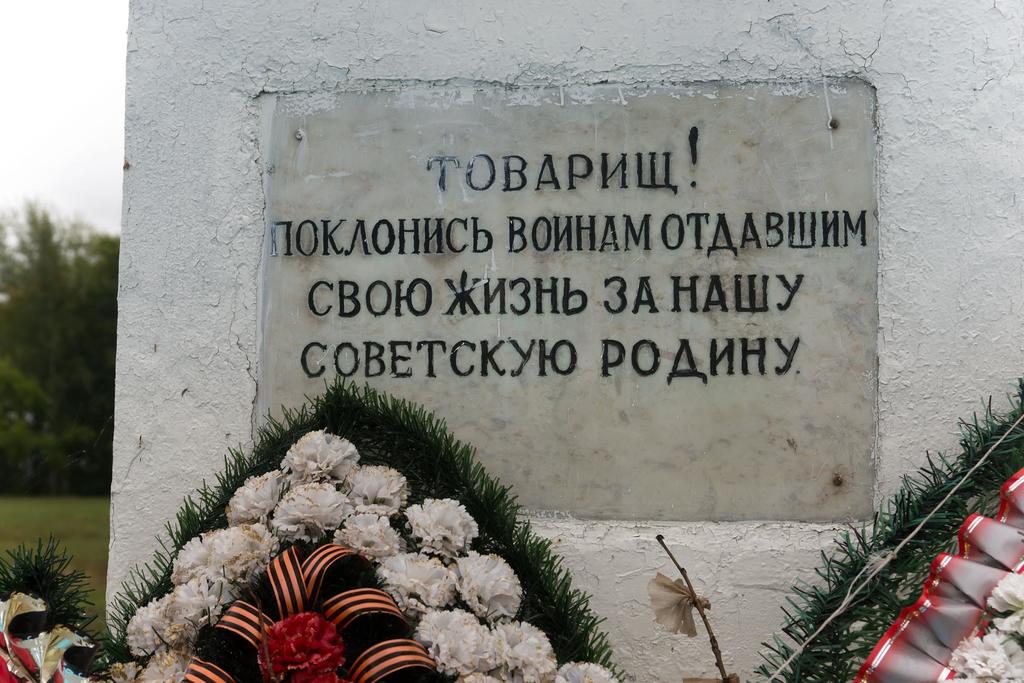 ТОВАРИЩ!
ПОКЛОНИСЬ ВОИНАМ ОТДАВШИМ
СВОЮ ЖИЗНЬ ЗА НАШУ
СОВЕТСКУЮ РОДИНУ.